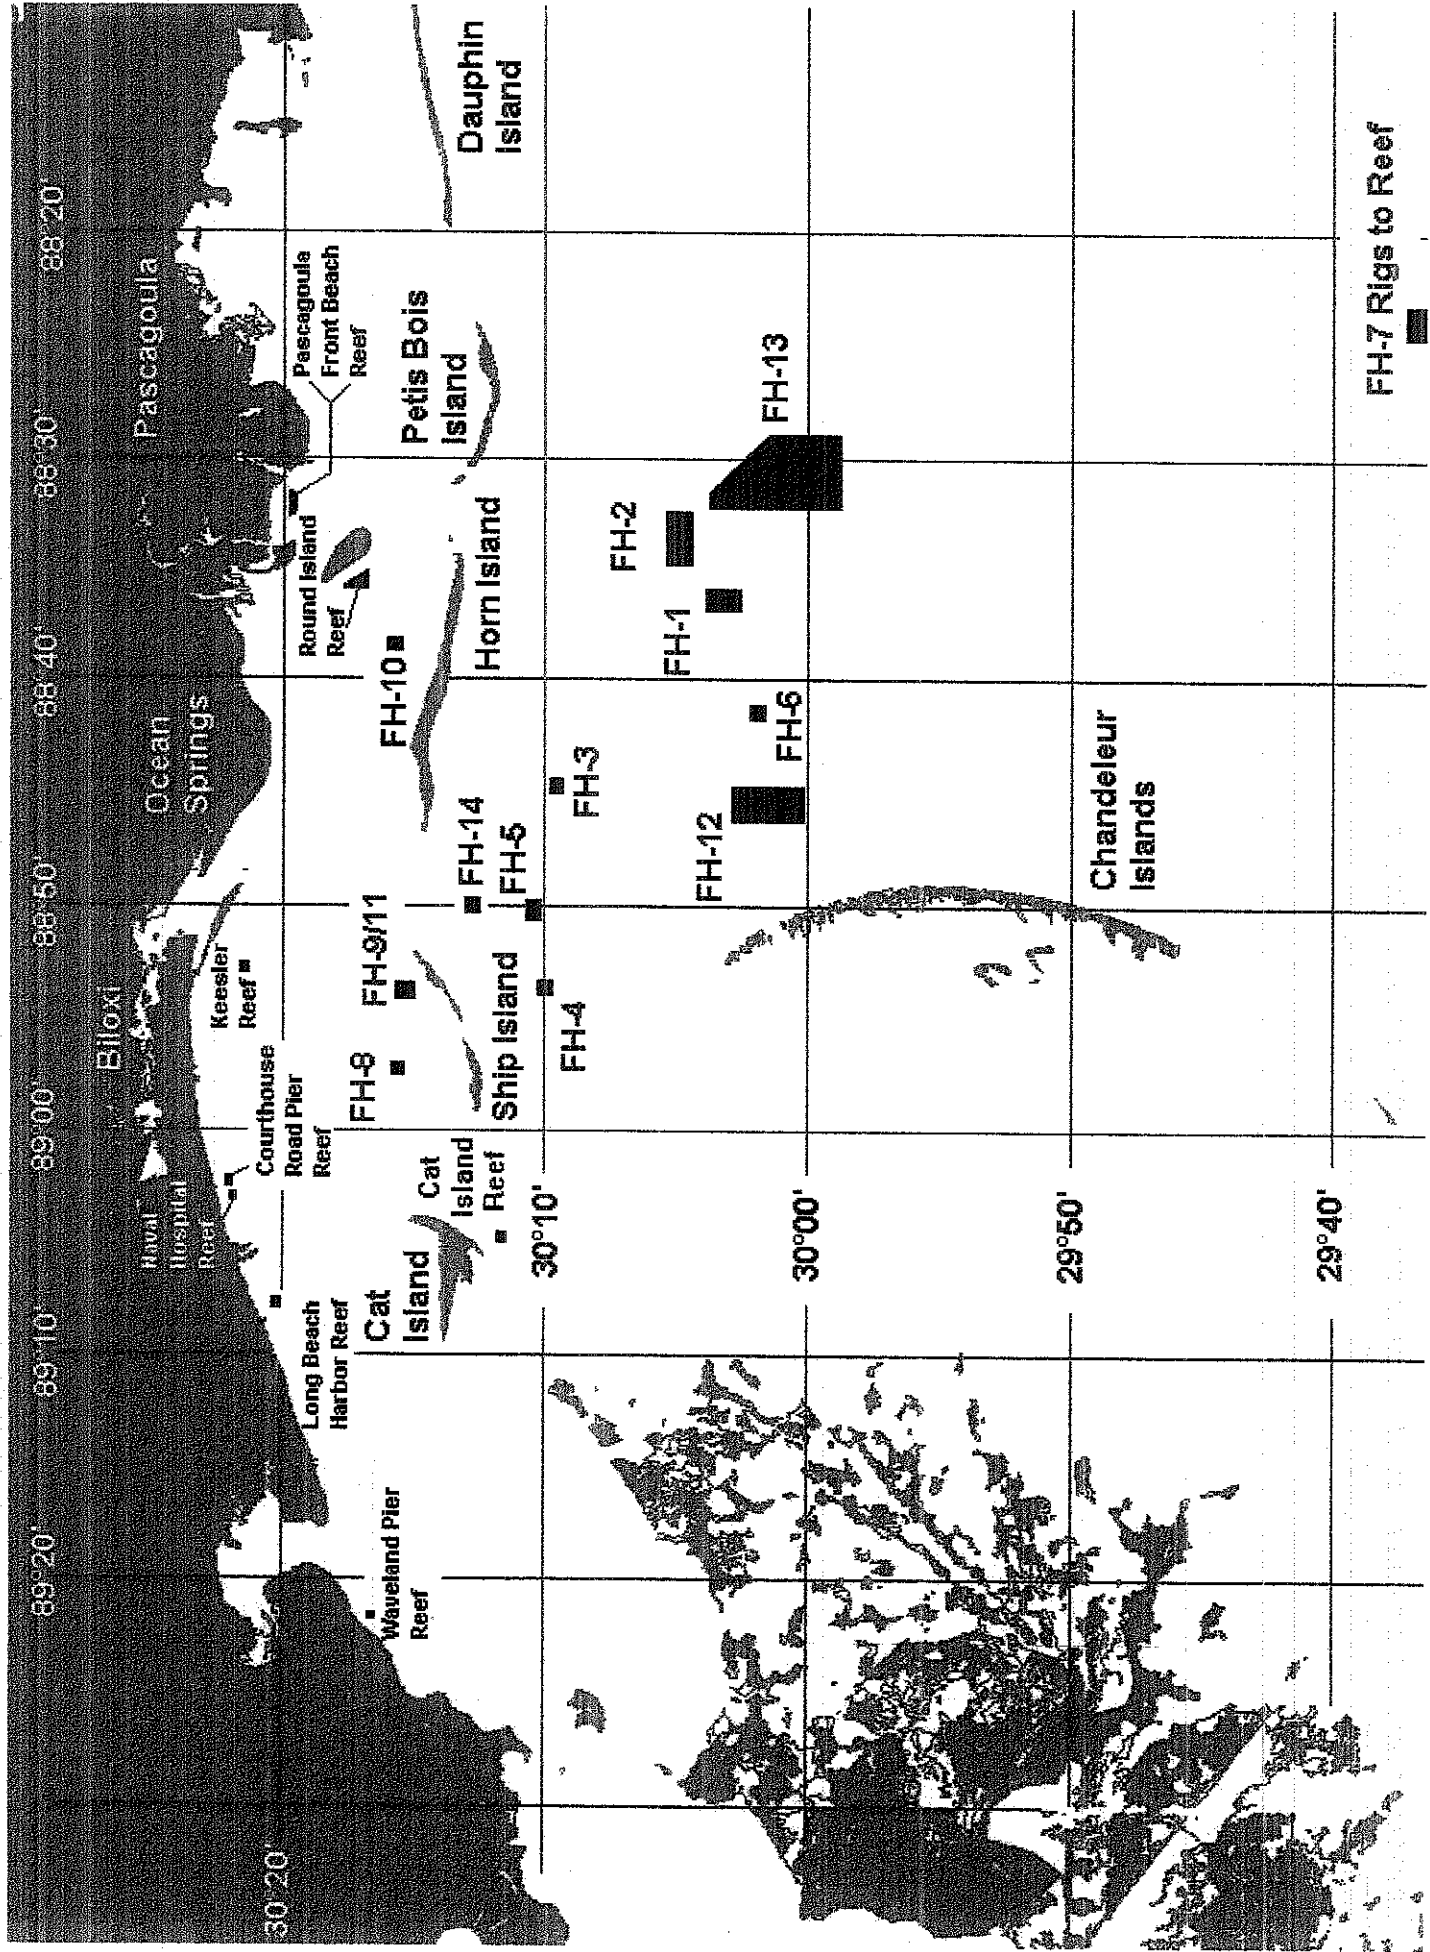 89°20'
89°10'
89°00'
88°50'
88°40'
88°30'
88°20'
Biloxi
Ocean
Springs
Pascagoula
Naval
Hospital
Reef
Courthouse
Road Pier
Reef
Keesler
Reef
30°20'
Long Beach
Harbor Reef
Waveland Pier
Reef
Round Island
Reef
Pascagoula
Front Beach
Reef
Cat
Island
Cat
Island
Reef
FH-8
FH-9/11
FH-10
Ship Island
FH-14
FH-5
Horn Island
Petis Bois
Island
Dauphin
Island
30°10'
FH-4
FH-3
FH-2
FH-1
FH-13
FH-12
FH-6
30°00'
Chandeleur
Islands
29°50'
29°40'
FH-7 Rigs to Reef